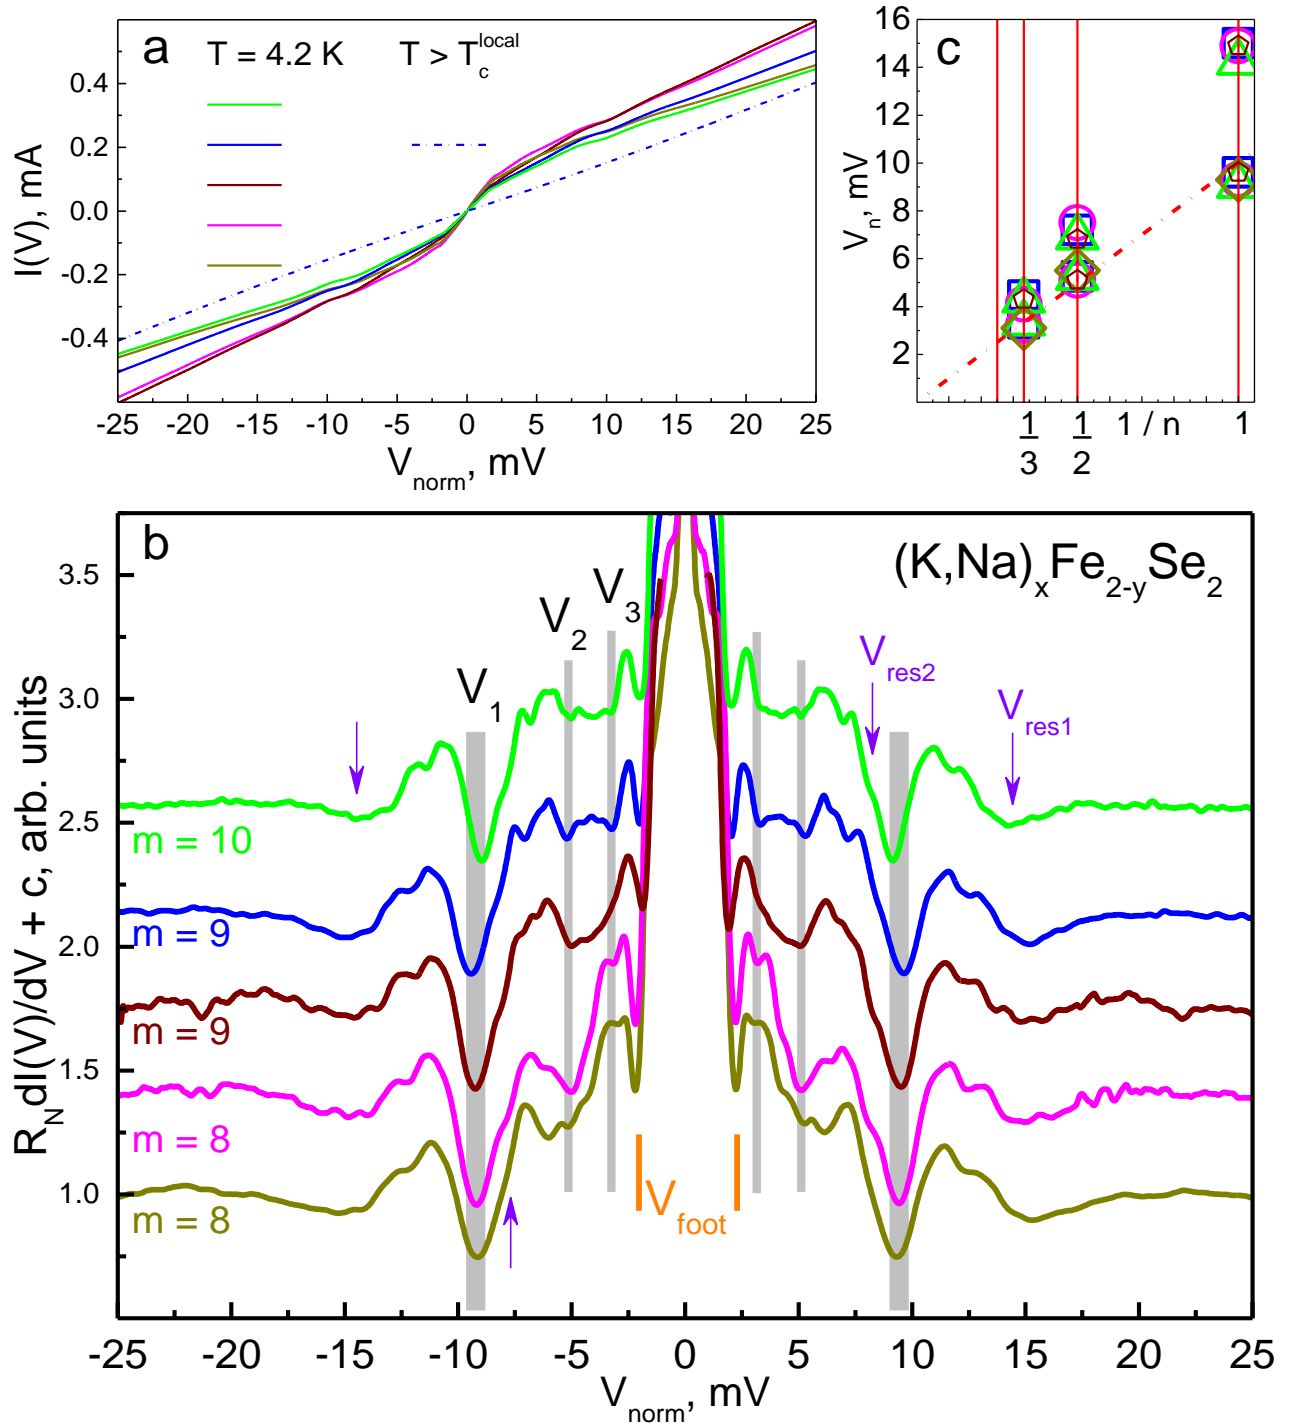 a
T = 4.2 K
T > T_c^local
I(V), mA
0.4
0.2
0.0
-0.2
-0.4
-25 -20 -15 -10 -5 0 5 10 15 20 25
V_norm, mV
c
V_n, mV
16
14
12
10
8
6
4
2
1/3 1/2 1 / n 1
b
(K,Na)_xFe_2-ySe_2
R_N dI(V)/dV + c, arb. units
3.5
3.0
2.5
2.0
1.5
1.0
V_3
V_2
V_1
V_res2
V_res1
m = 10
m = 9
m = 9
m = 8
m = 8
V_foot
-25 -20 -15 -10 -5 0 5 10 15 20 25
V_norm, mV